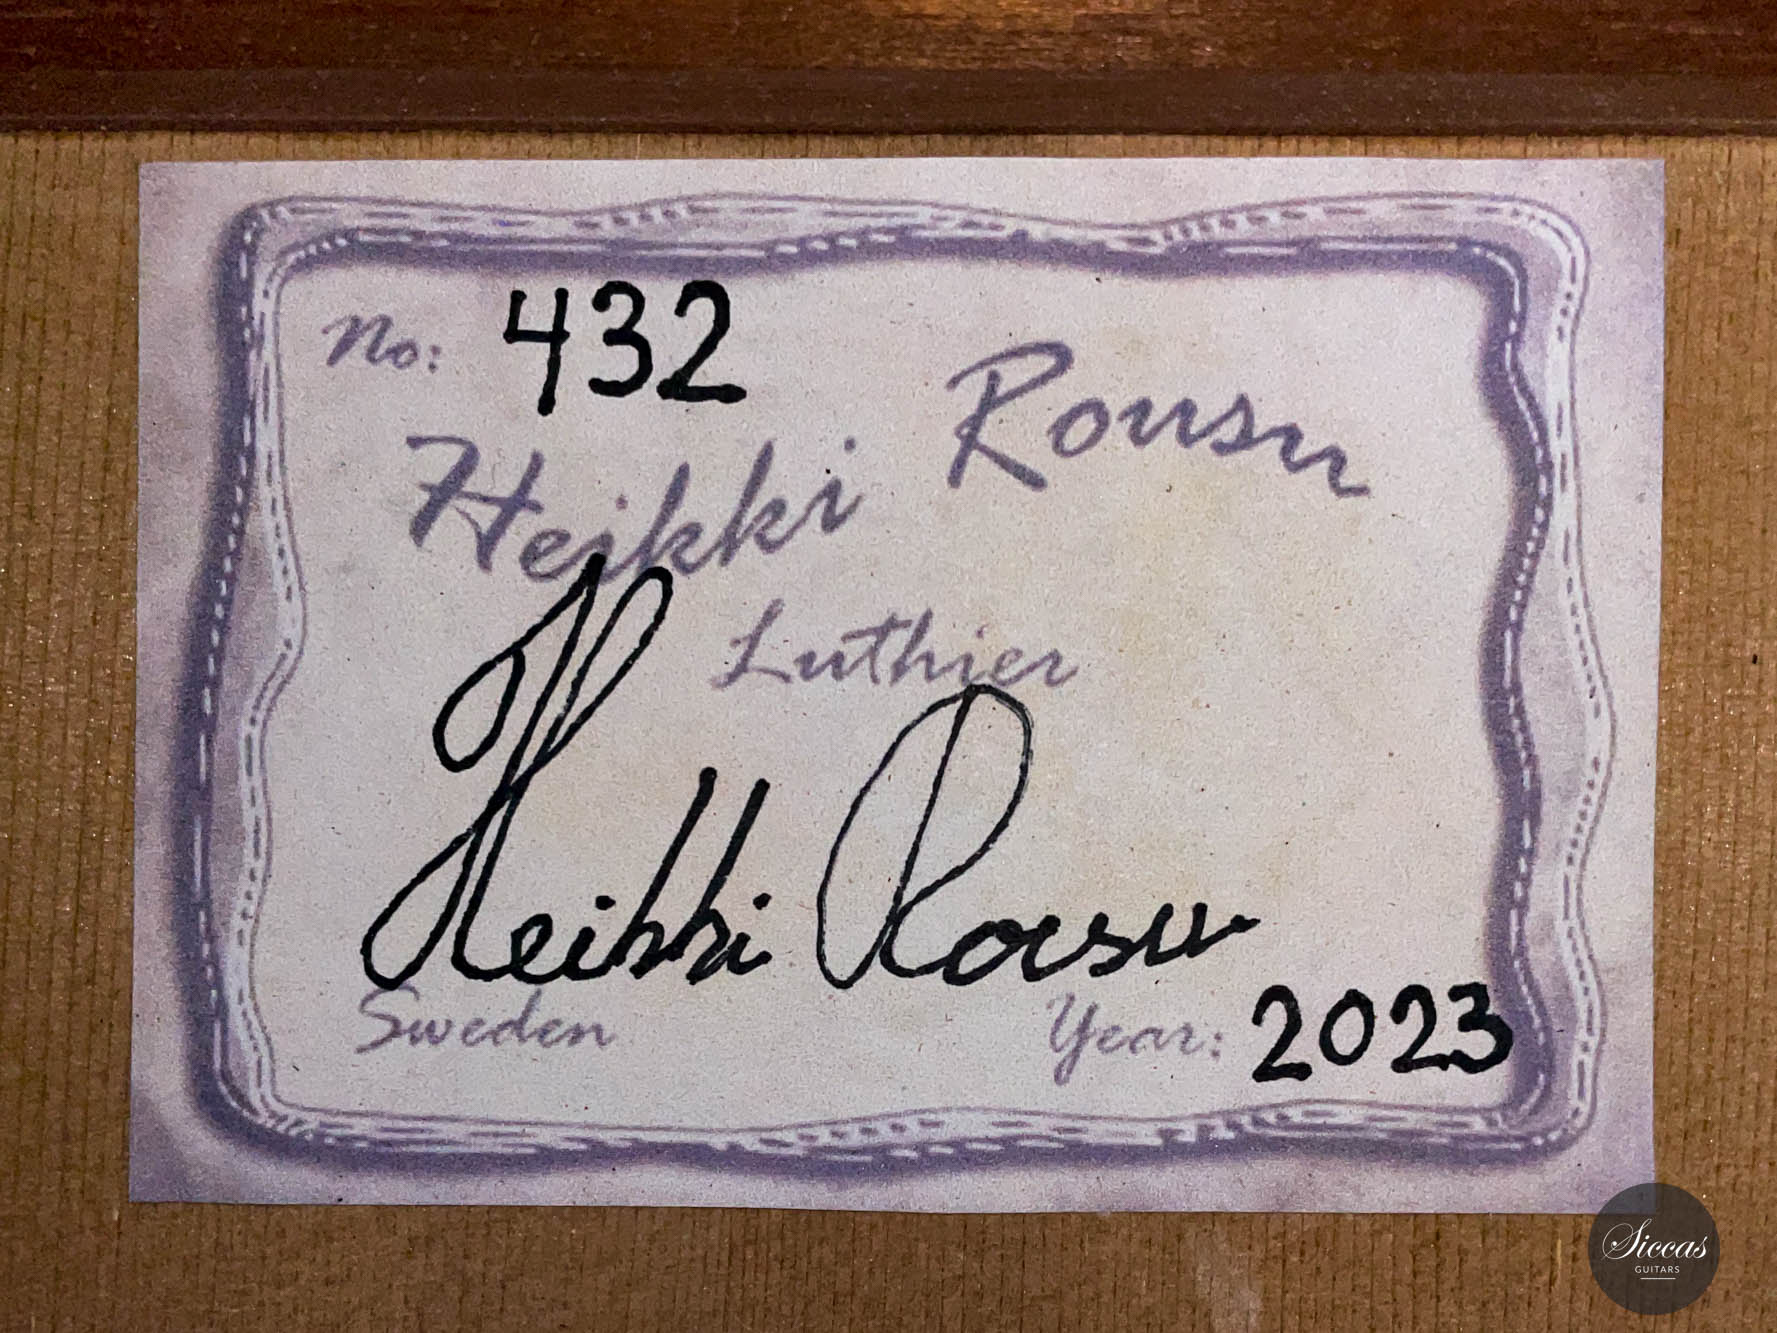 No: 432
Heikki Rousu
Luthier
Heikki Rousu
Sweden Year: 2023
Siccas
GUITARS